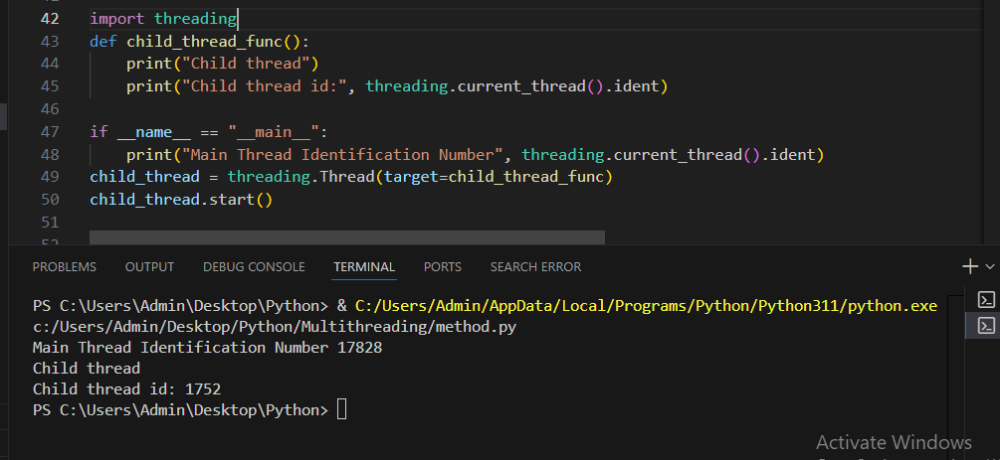 42 import threading
43 def child_thread_func():
44     print("Child thread")
45     print("Child thread id:", threading.current_thread().ident)
46
47 if __name__ == "__main__":
48     print("Main Thread Identification Number", threading.current_thread().ident)
49 child_thread = threading.Thread(target=child_thread_func)
50 child_thread.start()
51
52
PROBLEMS OUTPUT DEBUG CONSOLE TERMINAL PORTS SEARCH ERROR
PS C:\Users\Admin\Desktop\Python> & C:/Users/Admin/AppData/Local/Programs/Python/Python311/python.exe
c:/Users/Admin/Desktop/Python/Multithreading/method.py
Main Thread Identification Number 17828
Child thread
Child thread id: 1752
PS C:\Users\Admin\Desktop\Python>
Activate Windows